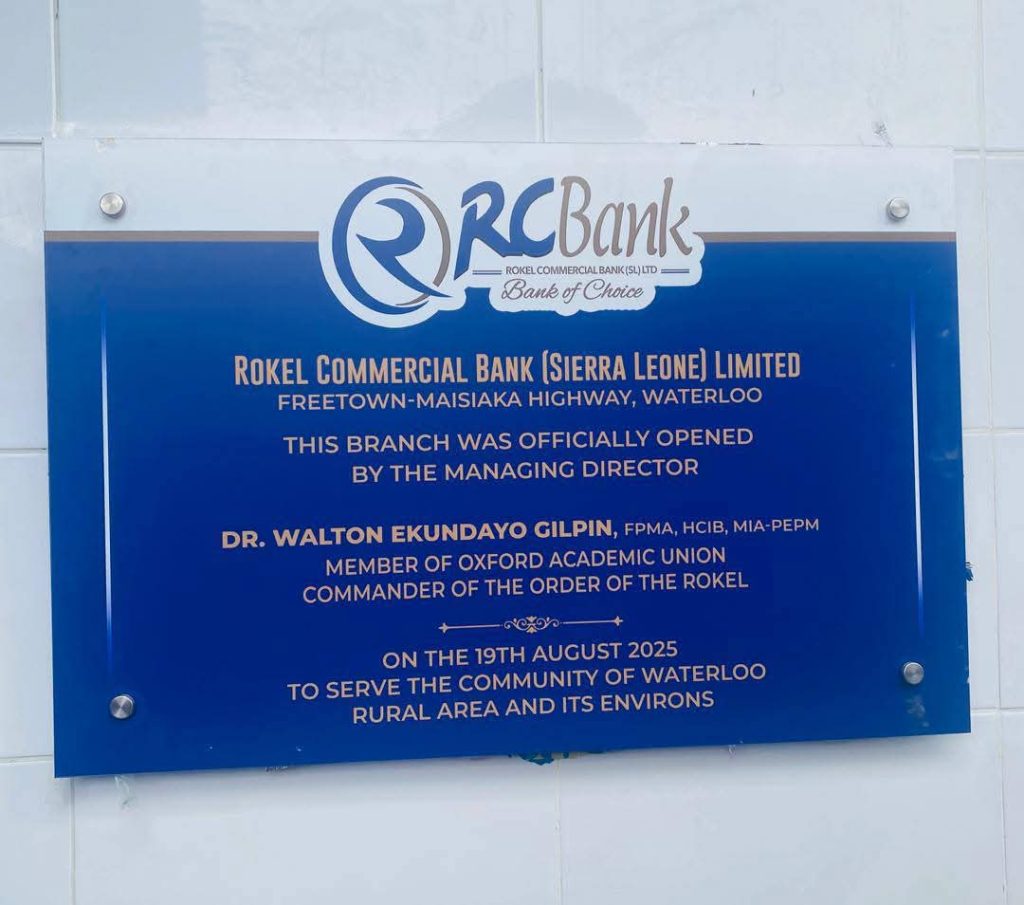 RCBank
ROKEL COMMERCIAL BANK (SL) LTD
Bank of Choice
ROKEL COMMERCIAL BANK (SIERRA LEONE) LIMITED
FREETOWN-MAISIAKA HIGHWAY, WATERLOO
THIS BRANCH WAS OFFICIALLY OPENED
BY THE MANAGING DIRECTOR
DR. WALTON EKUNDAYO GILPIN, FPMA, HCIB, MIA-PEPM
MEMBER OF OXFORD ACADEMIC UNION
COMMANDER OF THE ORDER OF THE ROKEL
ON THE 19TH AUGUST 2025
TO SERVE THE COMMUNITY OF WATERLOO
RURAL AREA AND ITS ENVIRONS